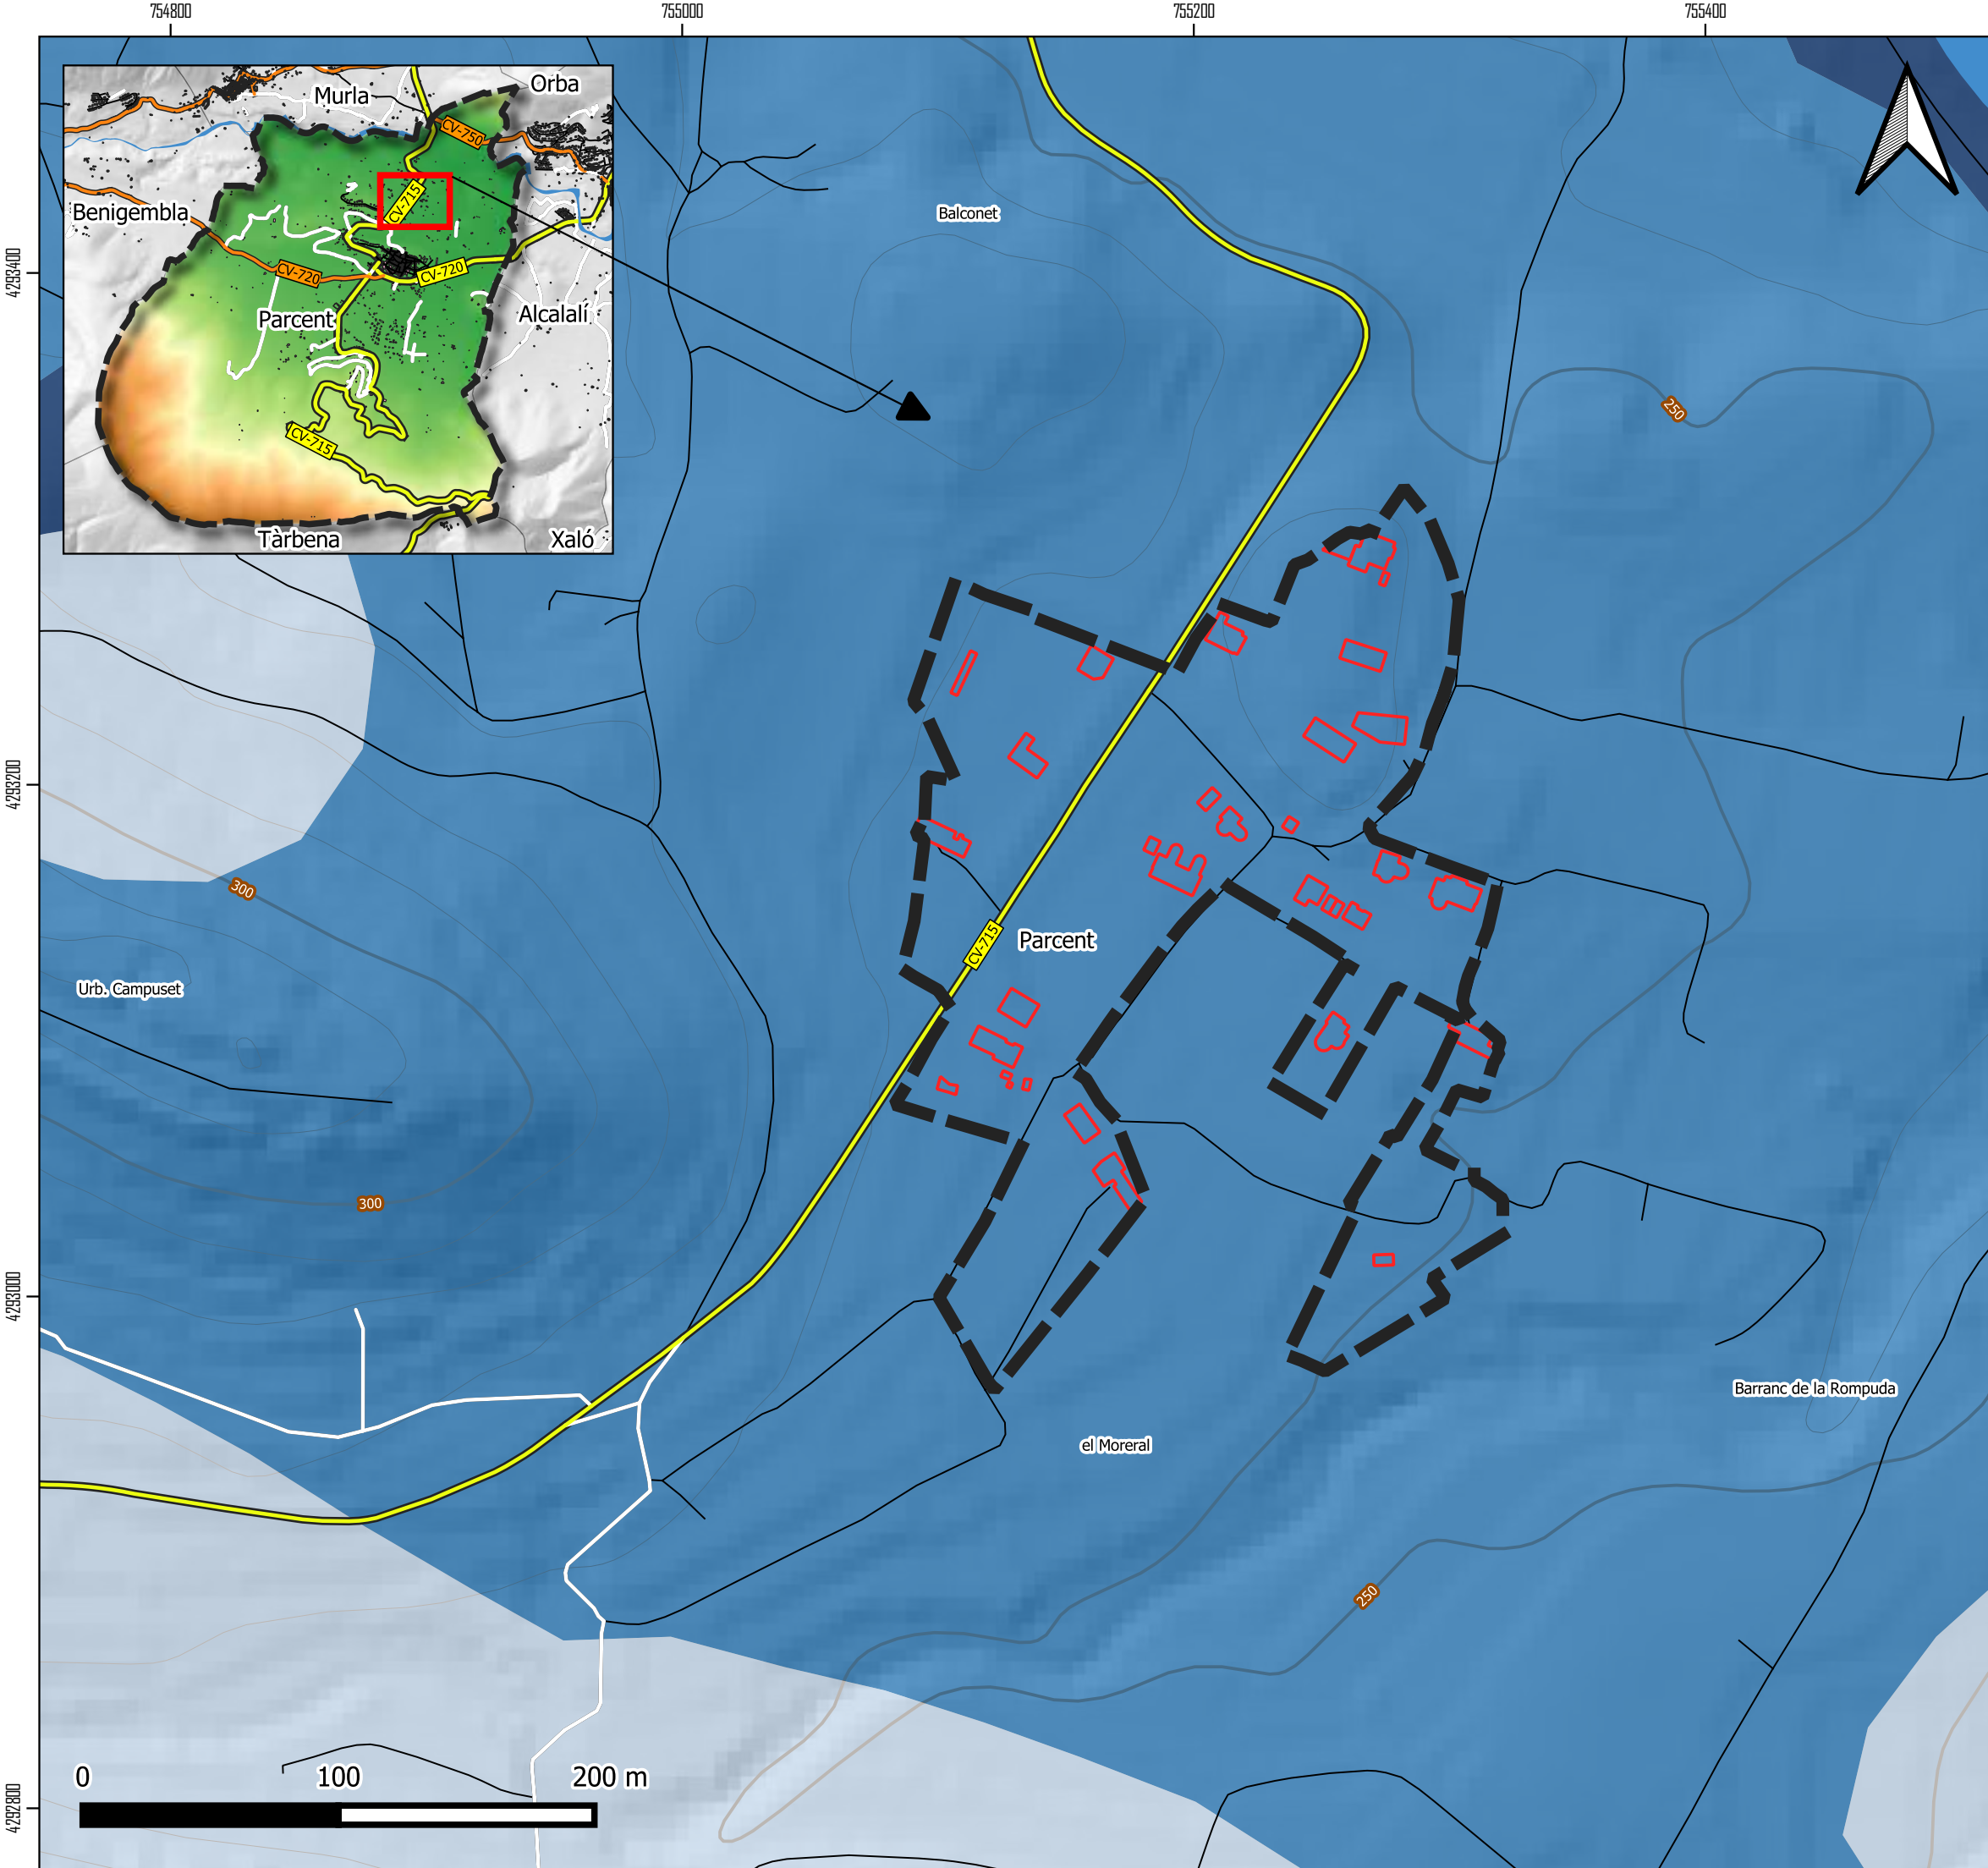 754800
755000
755200
755400
Orba
Murla
CV-750
Benigembla
CV-715
CV-720
CV-720
Alcalalí
Parcent
CV-715
Tàrbena
Xaló
4293400
4293200
4293000
4292800
Balconet
250
300
CV-715
Parcent
Urb. Campuset
300
Barranc de la Rompuda
el Moreral
250
0
100
200 m